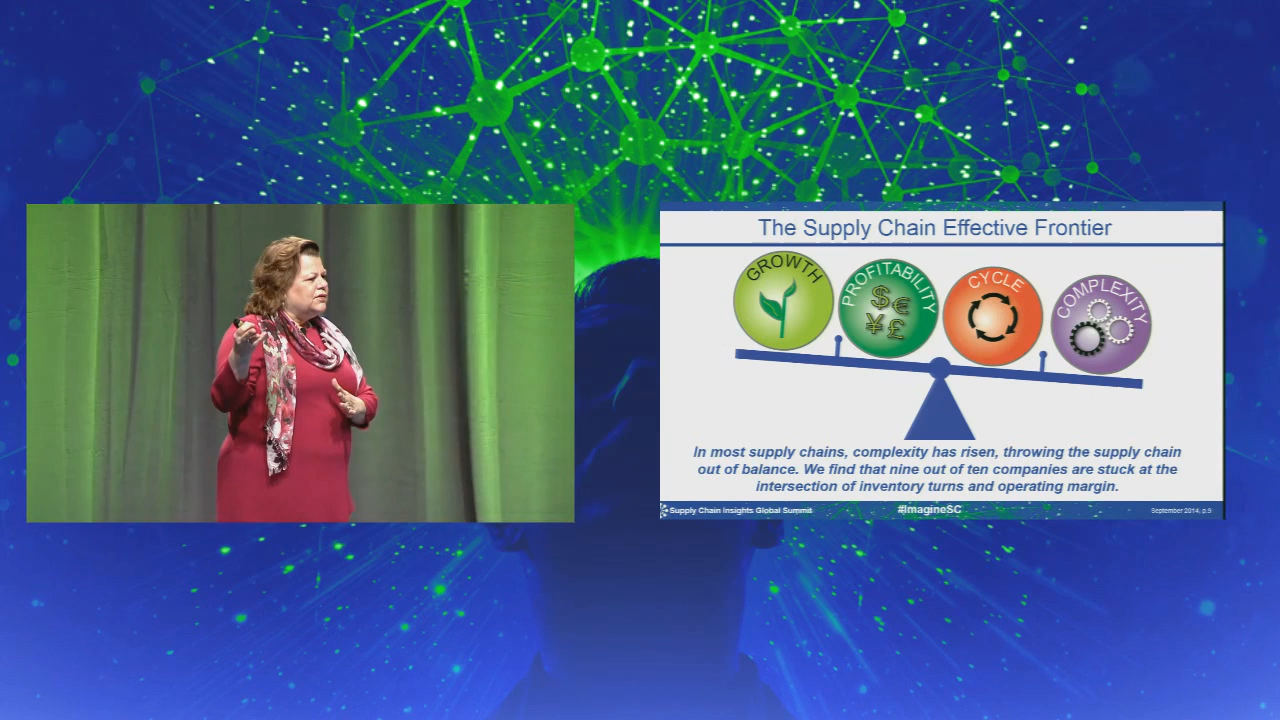 The Supply Chain Effective Frontier
GROWTH
PROFITABILITY
$€
¥£
CYCLE
COMPLEXITY
In most supply chains, complexity has risen, throwing the supply chain
out of balance. We find that nine out of ten companies are stuck at the
intersection of inventory turns and operating margin.
Supply Chain Insights Global Summit
#ImagineSC
September 2014, p.9